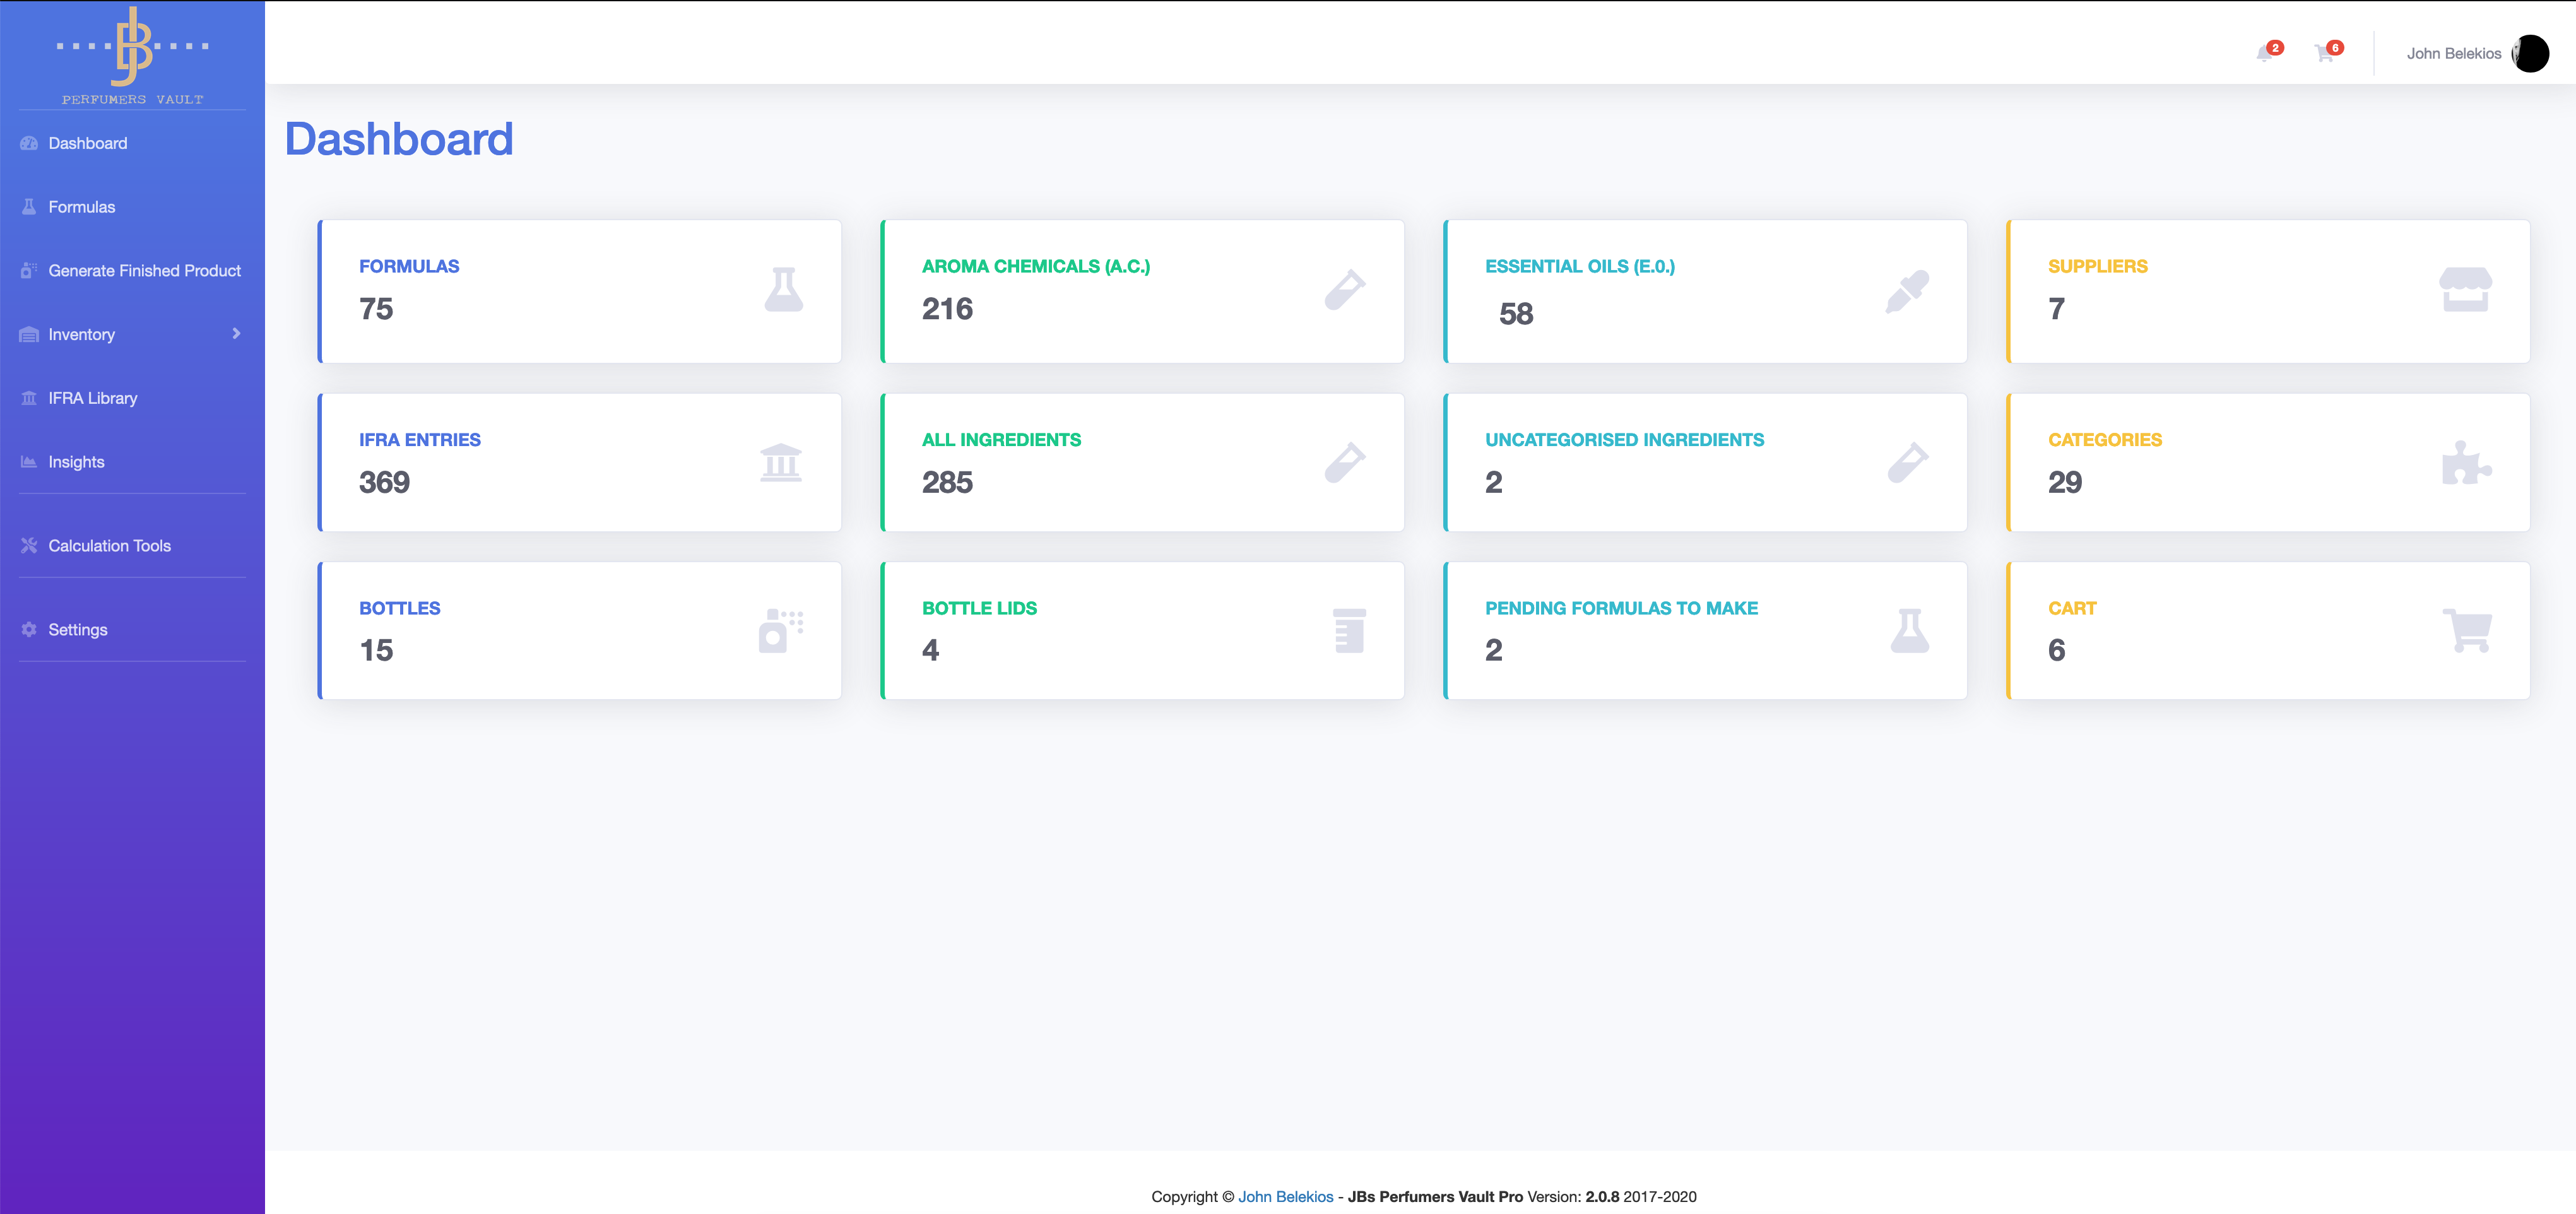 JB
PERFUMERS VAULT
Dashboard
Formulas
Generate Finished Product
Inventory
IFRA Library
Insights
Calculation Tools
Settings
2
6
John Belekios
Dashboard
FORMULAS
75
AROMA CHEMICALS (A.C.)
216
ESSENTIAL OILS (E.0.)
58
SUPPLIERS
7
IFRA ENTRIES
369
ALL INGREDIENTS
285
UNCATEGORISED INGREDIENTS
2
CATEGORIES
29
BOTTLES
15
BOTTLE LIDS
4
PENDING FORMULAS TO MAKE
2
CART
6
Copyright © John Belekios - JBs Perfumers Vault Pro Version: 2.0.8 2017-2020